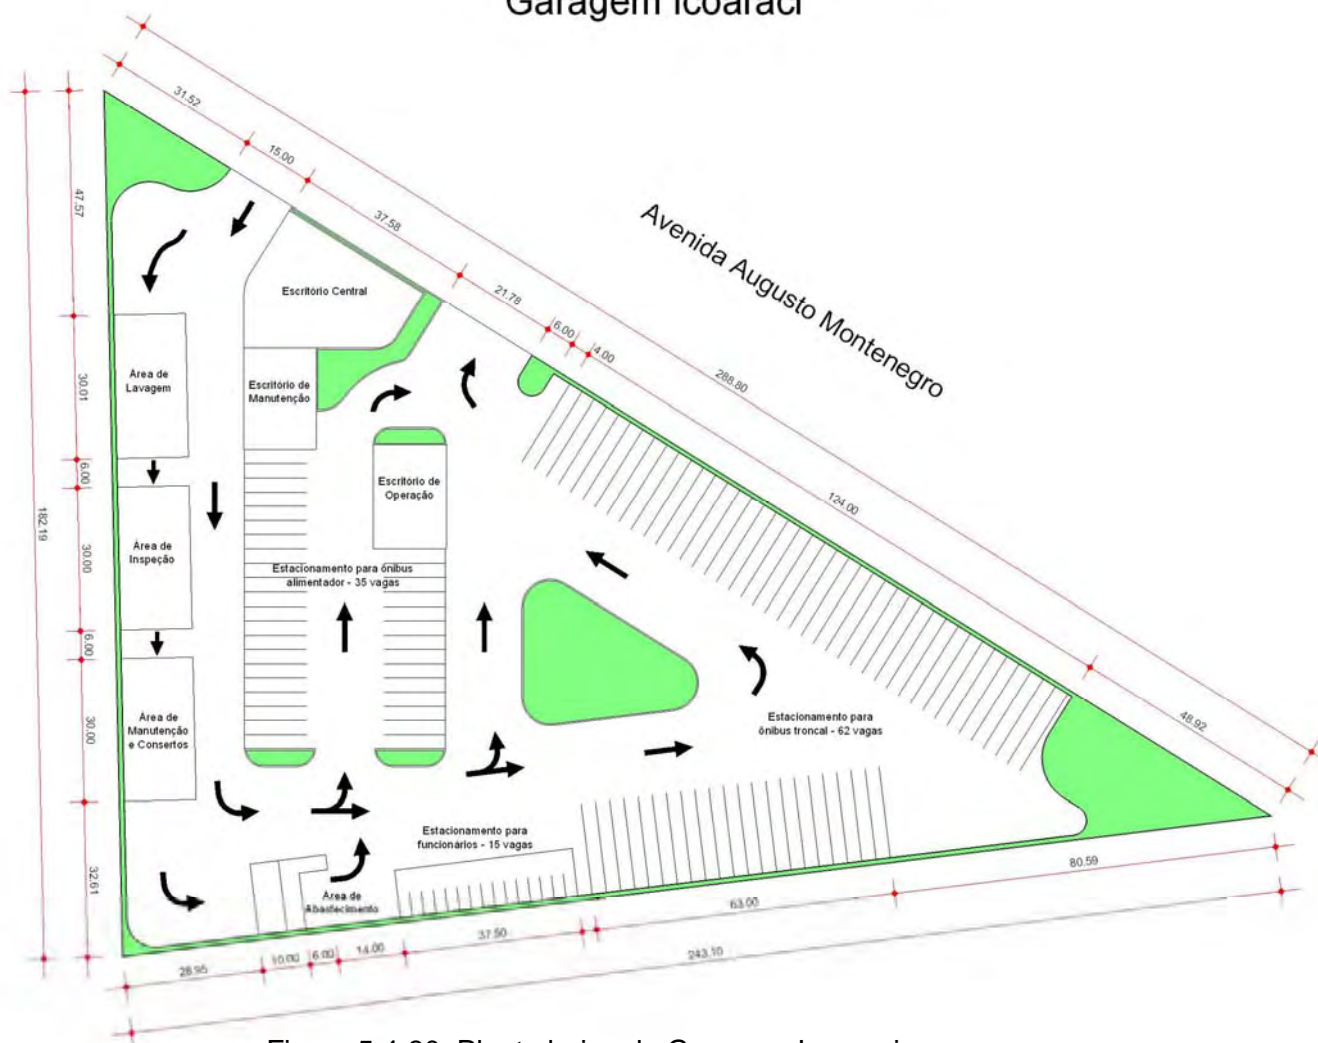 Garagem Icoaraci
31.52
15.00
37.58
21.78
6.00
4.00
288.80
124.00
48.92
Avenida Augusto Montenegro
47.57
30.01
6.00
30.00
6.00
30.00
32.61
182.19
Escritório Central
Área de
Lavagem
Escritório de
Manutenção
Escritório de
Operação
Área de
Inspeção
Estacionamento para ônibus
alimentador - 35 vagas
Área de
Manutenção
e Consertos
Estacionamento para
ônibus troncal - 62 vagas
Estacionamento para
funcionários - 15 vagas
Área de
Abastecimento
28.95
10.00
6.00
14.00
37.50
63.00
80.59
243.10